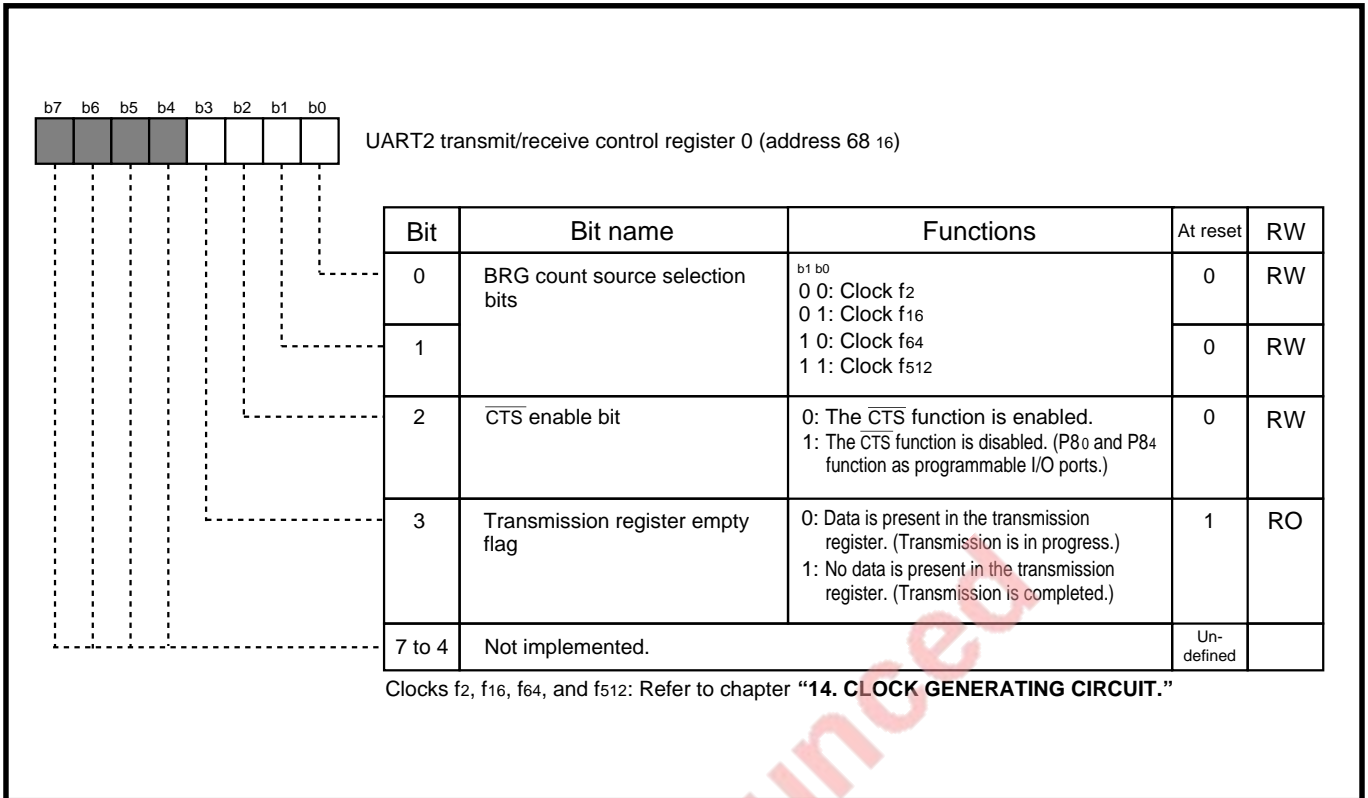 b7 b6 b5 b4 b3 b2 b1 b0
UART2 transmit/receive control register 0 (address 68 16)
Bit Bit name Functions At reset RW
0 BRG count source selection bits b1 b0 0 RW
0 0: Clock f2
0 1: Clock f16
1 1 0: Clock f64 0 RW
1 1: Clock f512
2 CTS enable bit 0: The CTS function is enabled. 0 RW
1: The CTS function is disabled. (P80 and P84
function as programmable I/O ports.)
3 Transmission register empty flag 0: Data is present in the transmission 1 RO
register. (Transmission is in progress.)
1: No data is present in the transmission
register. (Transmission is completed.)
7 to 4 Not implemented. Un-
defined
Clocks f2, f16, f64, and f512: Refer to chapter “14. CLOCK GENERATING CIRCUIT.”
unced